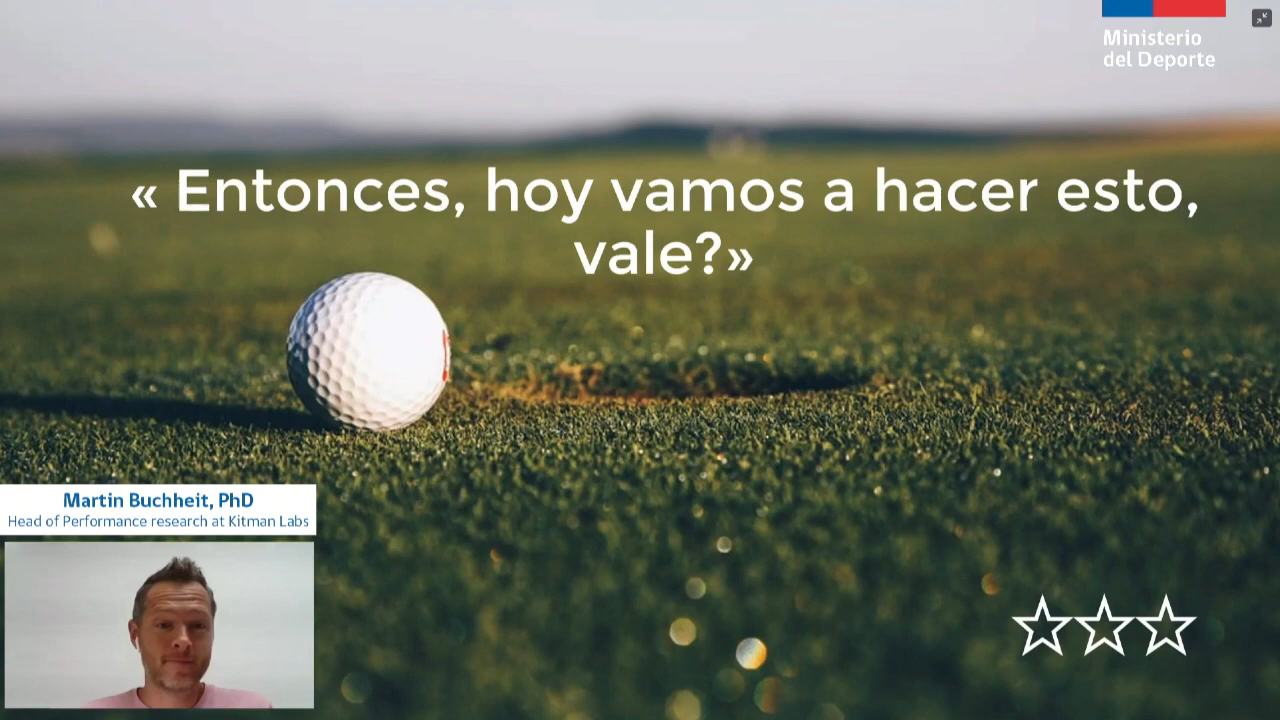 Ministerio
del Deporte
« Entonces, hoy vamos a hacer esto,
vale?»
Martin Buchheit, PhD
Head of Performance research at Kitman Labs